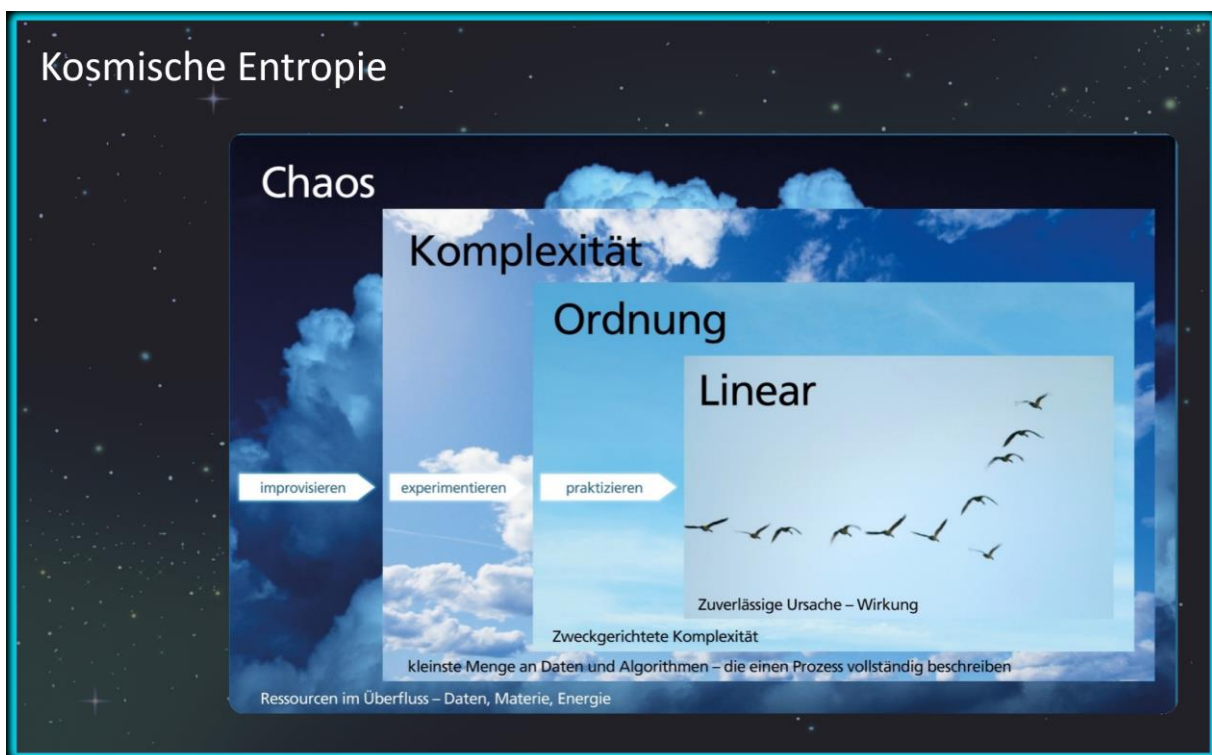 Kosmische Entropie
Chaos
Komplexität
Ordnung
Linear
improvisieren
experimentieren
praktizieren
Zuverlässige Ursache – Wirkung
Zweckgerichtete Komplexität
kleinste Menge an Daten und Algorithmen – die einen Prozess vollständig beschreiben
Ressourcen im Überfluss – Daten, Materie, Energie